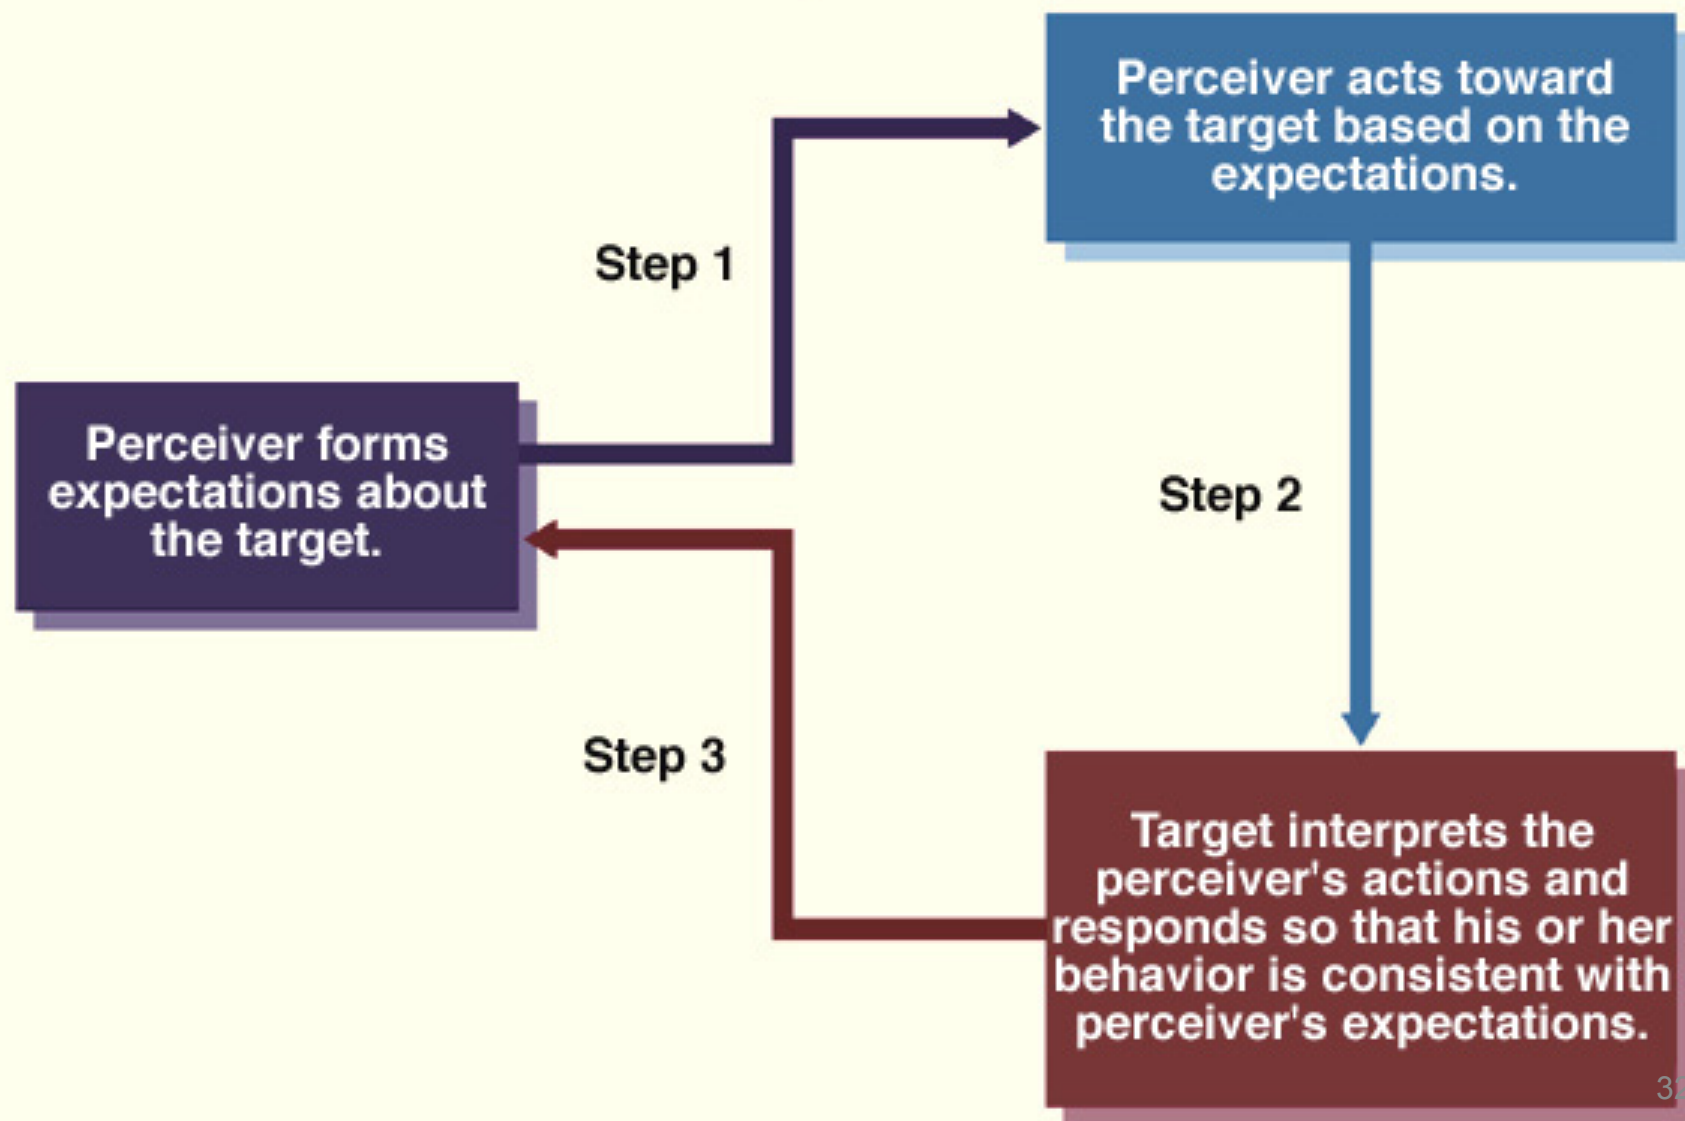 Perceiver acts toward
the target based on the
expectations.
Step 1
Perceiver forms
expectations about
the target.
Step 2
Step 3
Target interprets the
perceiver's actions and
responds so that his or her
behavior is consistent with
perceiver's expectations.